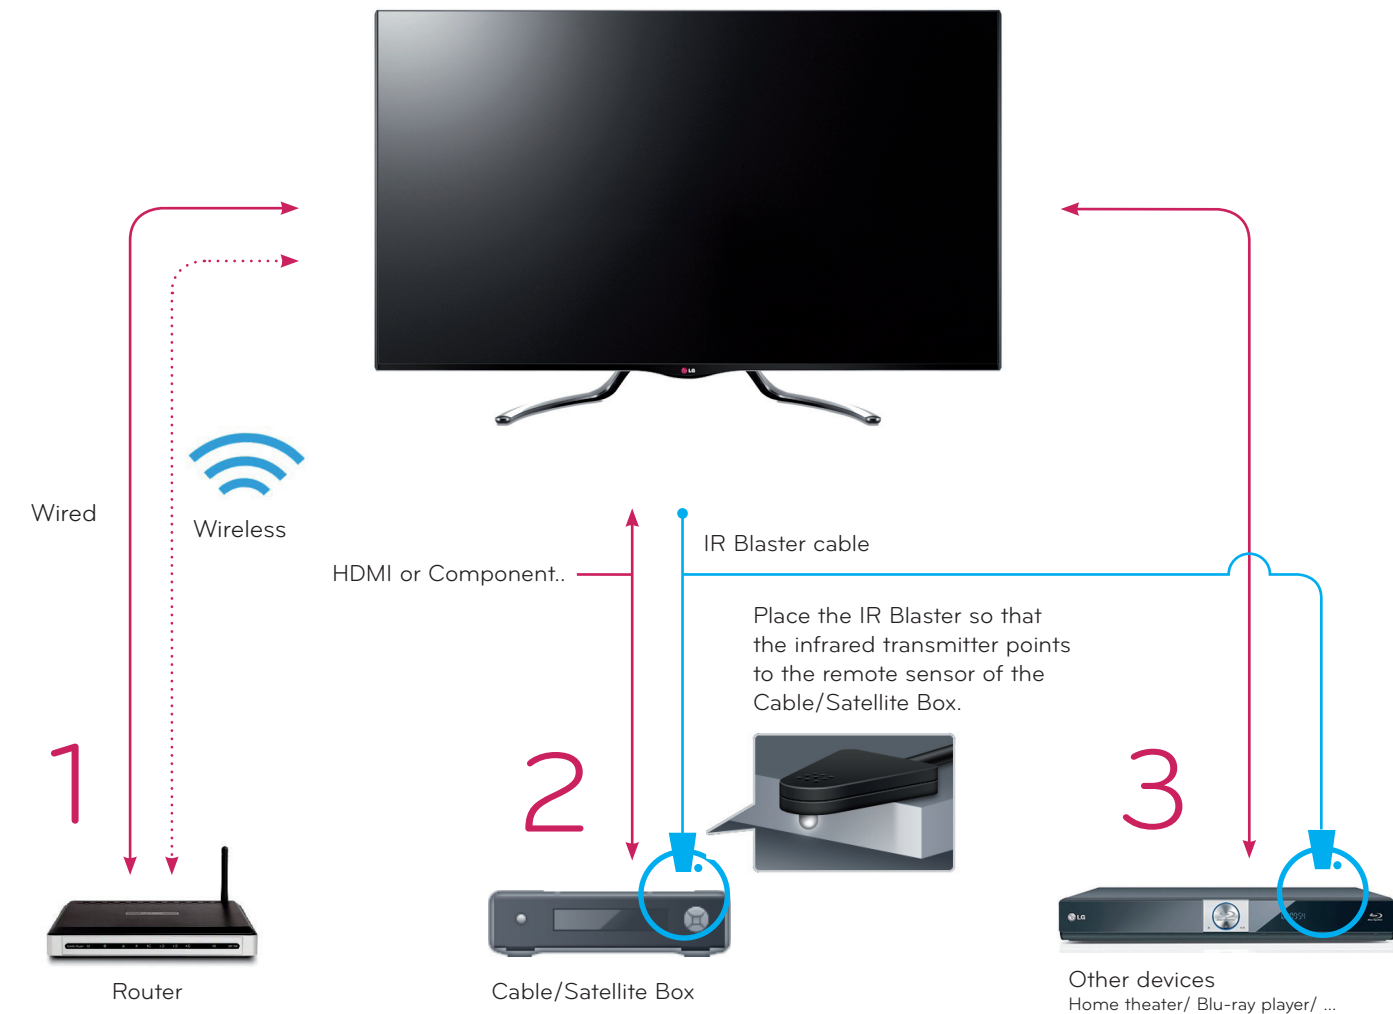 LG
Wired
Wireless
IR Blaster cable
HDMI or Component..
Place the IR Blaster so that
the infrared transmitter points
to the remote sensor of the
Cable/Satellite Box.
1
2
3
LG
Router
Cable/Satellite Box
Other devices
Home theater/ Blu-ray player/ ...